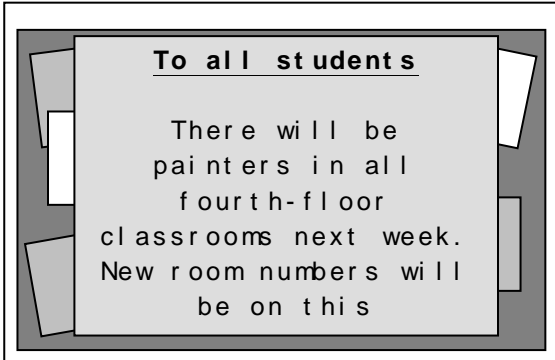 To all students
There will be
painters in all
fourth-floor
classrooms next week.
New room numbers will
be on this